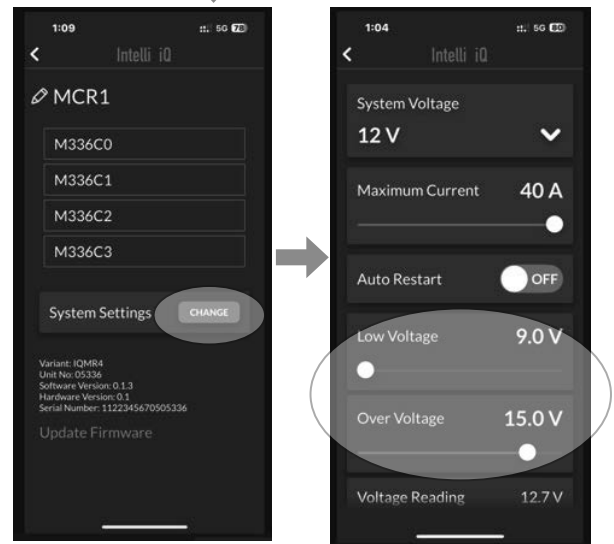 1:09
5G 72
Intelli iQ
MCR1
M336C0
M336C1
M336C2
M336C3
System Settings
CHANGE
Variant: IQMR4
Unit No: 05336
Software Version: 0.1.3
Hardware Version: 0.1
Serial Number: 1122345670505336
Update Firmware
1:04
5G
Intelli iQ
System Voltage
12 V
Maximum Current 40 A
Auto Restart OFF
Low Voltage 9.0 V
Over Voltage 15.0 V
Voltage Reading 12.7 V